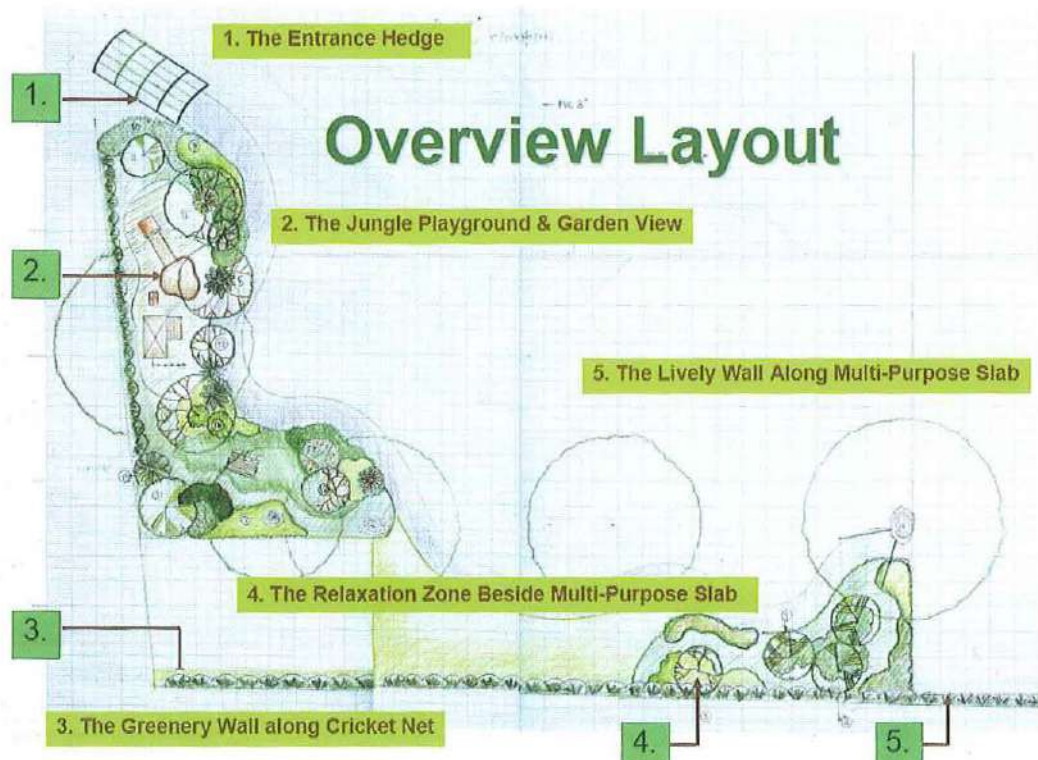 1. The Entrance Hedge
1.
Overview Layout
2. The Jungle Playground & Garden View
2.
5. The Lively Wall Along Multi-Purpose Slab
4. The Relaxation Zone Beside Multi-Purpose Slab
3.
3. The Greenery Wall along Cricket Net
4.
5.